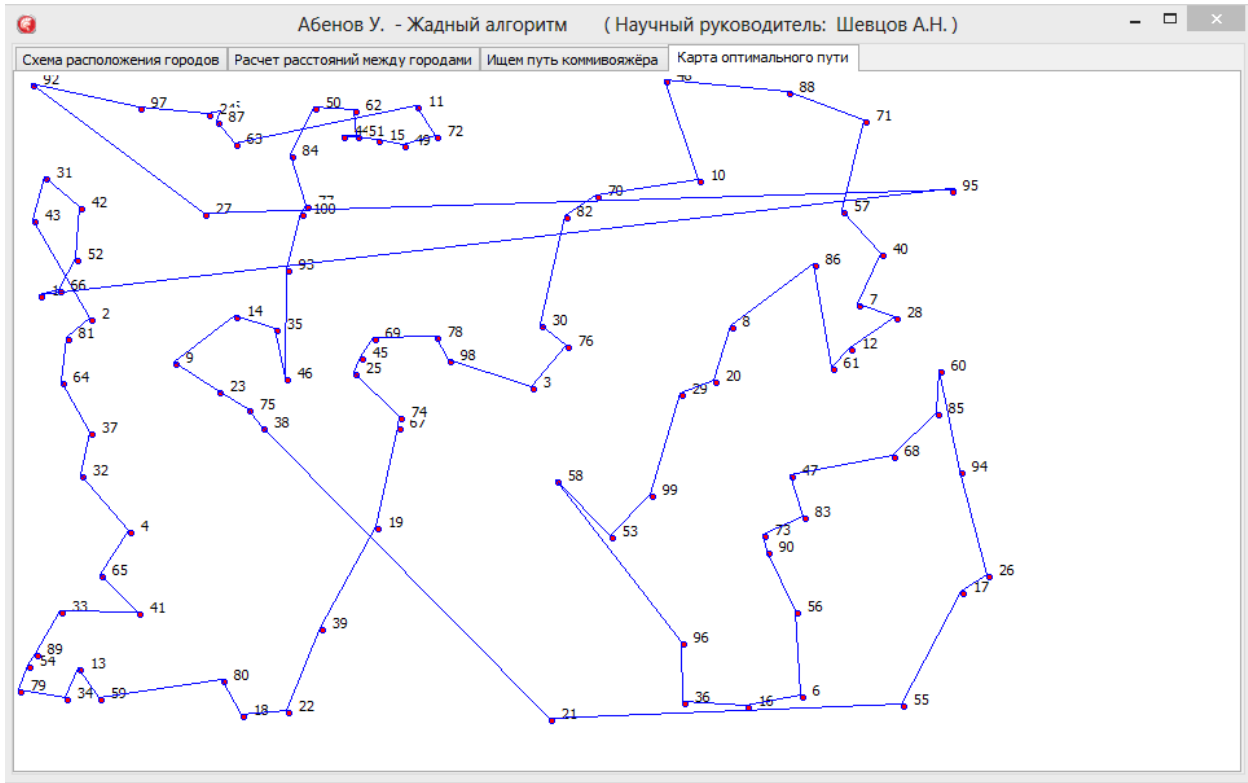 Абенов У. - Жадный алгоритм ( Научный руководитель: Шевцов А.Н. )
Схема расположения городов Расчет расстояний между городами Ищем путь коммивояжёра Карта оптимального пути
92 97 87 63 50 62 11 51 15 49 72 84 88 71
31 42 43 27 77 100 70 82 10 95 57
52 66 93 86 40
2 81 14 35 69 78 30 76 8 7 28
9 45 25 98 12 61
64 46 3 29 20 60
23 75 38 74 67 85
37 32 58 47 68 94
4 19 99 53 83 73 90
65 41 33 56 26 17
39 96
89 54 13 80
79 34 59 18 22 21 36 16 6 55